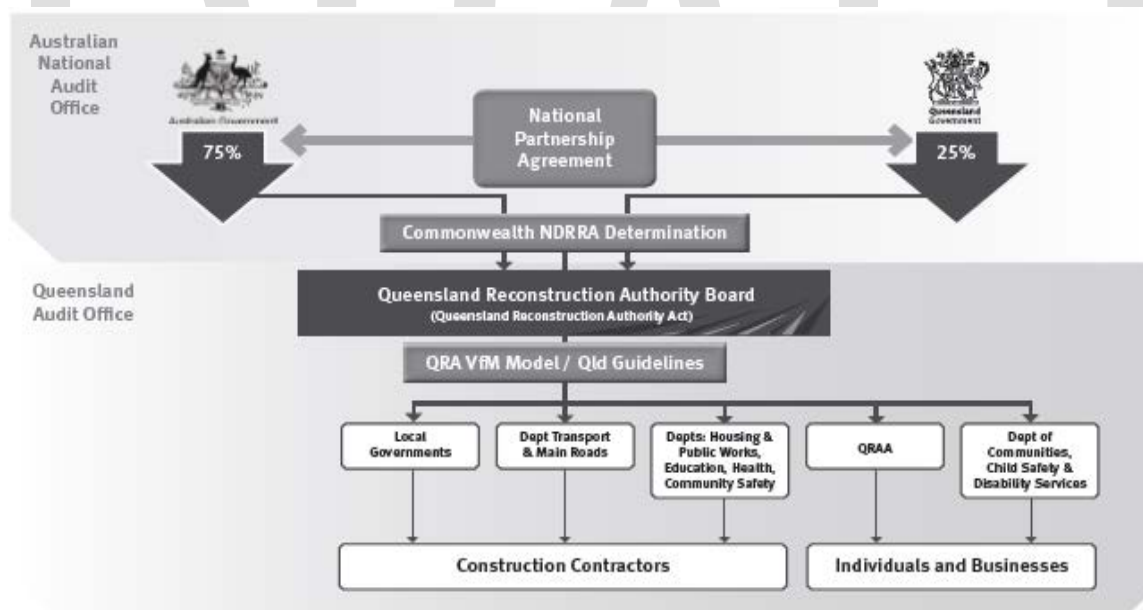 Australian
National
Audit
Office
Australian Government
75%
National
Partnership
Agreement
Queensland
Government
25%
Commonwealth NDRRA Determination
Queensland
Audit Office
Queensland Reconstruction Authority Board
(Queensland Reconstruction Authority Act)
QRA VfM Model / Qld Guidelines
Local
Governments
Dept Transport
& Main Roads
Depts: Housing &
Public Works,
Education, Health,
Community Safety
QRAA
Dept of
Communities,
Child Safety &
Disability Services
Construction Contractors
Individuals and Businesses